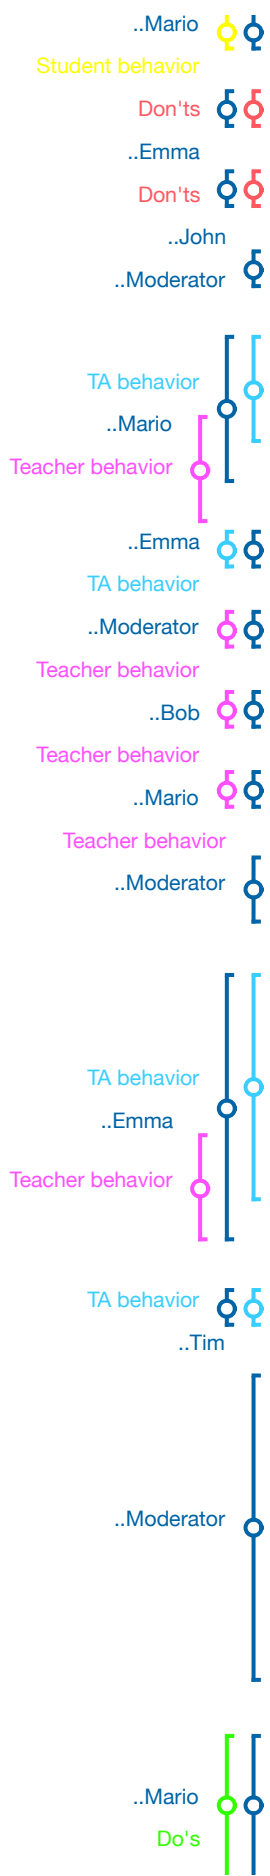 ..Mario
Student behavior
Don'ts
..Emma
Don'ts
..John
..Moderator
TA behavior
..Mario
Teacher behavior
..Emma
TA behavior
..Moderator
Teacher behavior
..Bob
Teacher behavior
..Mario
Teacher behavior
..Moderator
TA behavior
..Emma
Teacher behavior
TA behavior
..Tim
..Moderator
..Mario
Do's